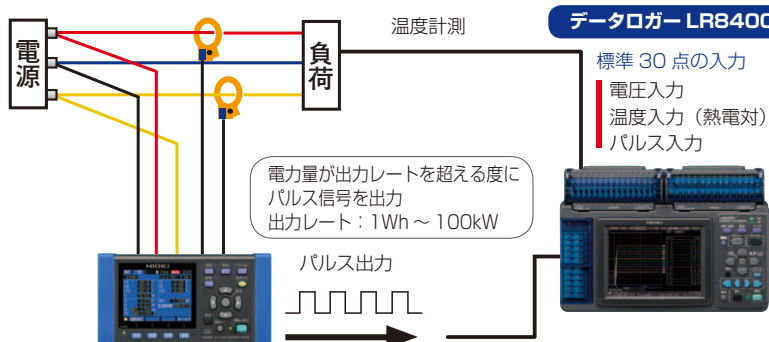 電源
負荷
温度計測
データロガー LR8400
標準 30 点の入力
電圧入力
温度入力（熱電対）
パルス入力
電力量が出力レートを超える度に
パルス信号を出力
出力レート：1Wh ～ 100kW
パルス出力
HIOKI
HIOKI